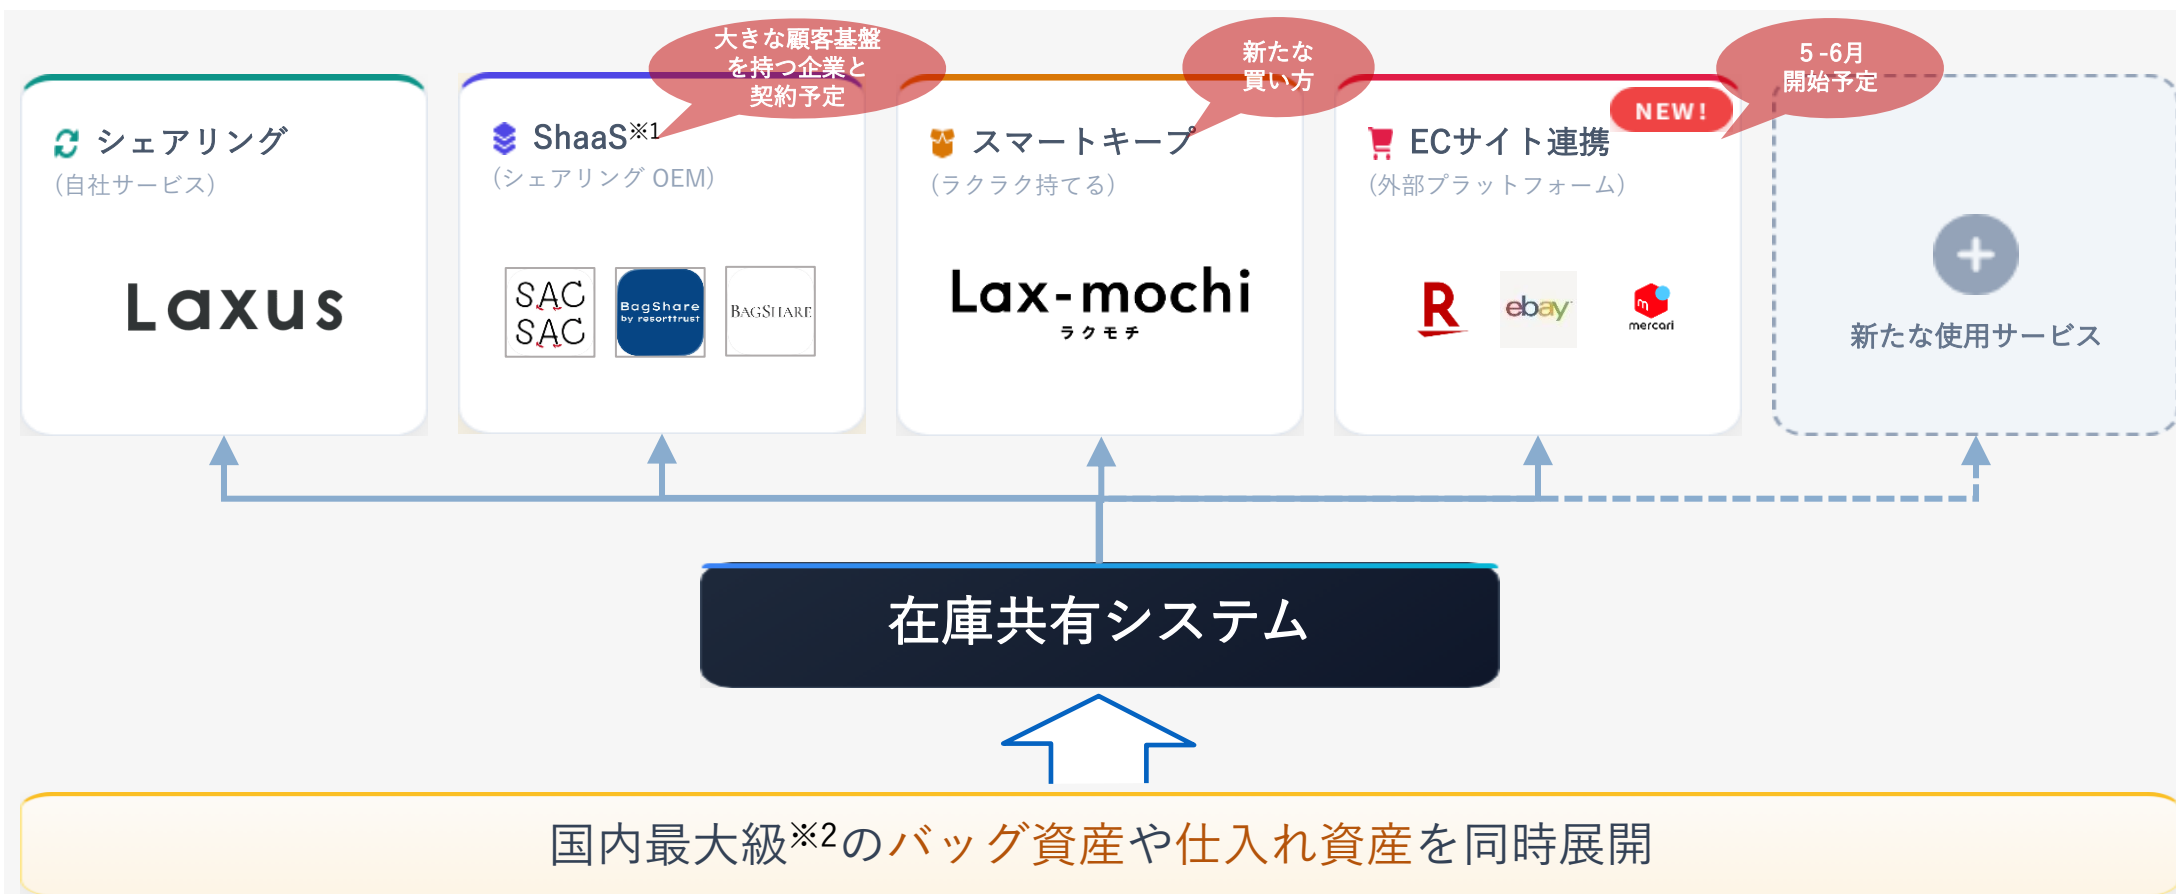 大きな顧客基盤
を持つ企業と
契約予定
新たな
買い方
5-6月
開始予定
シェアリング
(自社サービス)
Laxus
ShaaS※1
(シェアリング OEM)
SAC
SAC
BagShare
by resorttrust
BAGSHARE
スマートキープ
(ラクラク持てる)
Lax-mochi
ラクモチ
NEW!
ECサイト連携
(外部プラットフォーム)
R
ebay
m
mercari
新たな使用サービス
在庫共有システム
国内最大級※2のバッグ資産や仕入れ資産を同時展開